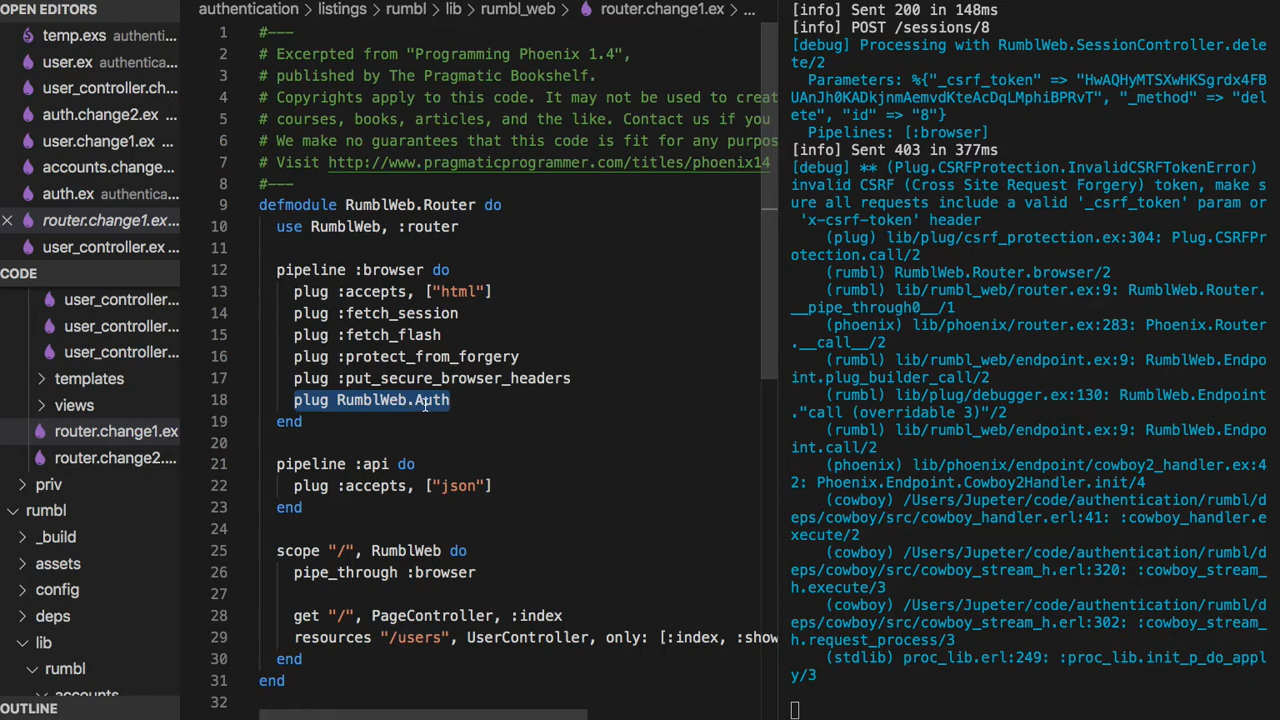 OPEN EDITORS
temp.exs authenti...
user.ex authentica...
user_controller.ch...
auth.change2.ex ...
user.change1.ex ...
accounts.change...
auth.ex authentica...
router.change1.ex...
user_controller.ex ...
CODE
user_controller...
user_controller...
user_controller...
templates
views
router.change1.ex
router.change2....
priv
rumbl
_build
assets
config
deps
lib
rumbl
accounts
OUTLINE
authentication > listings > rumbl > lib > rumbl_web > router.change1.ex > ...
1 #---
2 # Excerpted from "Programming Phoenix 1.4",
3 # published by The Pragmatic Bookshelf.
4 # Copyrights apply to this code. It may not be used to creat
5 # courses, books, articles, and the like. Contact us if you
6 # We make no guarantees that this code is fit for any purpos
7 # Visit http://www.pragmaticprogrammer.com/titles/phoenix14
8 #---
9 defmodule RumblWeb.Router do
10 use RumblWeb, :router
11
12 pipeline :browser do
13 plug :accepts, ["html"]
14 plug :fetch_session
15 plug :fetch_flash
16 plug :protect_from_forgery
17 plug :put_secure_browser_headers
18 plug RumblWeb.Auth
19 end
20
21 pipeline :api do
22 plug :accepts, ["json"]
23 end
24
25 scope "/", RumblWeb do
26 pipe_through :browser
27
28 get "/", PageController, :index
29 resources "/users", UserController, only: [:index, :show
30 end
31 end
32
[info] Sent 200 in 148ms
[info] POST /sessions/8
[debug] Processing with RumblWeb.SessionController.dele
te/2
Parameters: %{"_csrf_token" => "HwAQHyMTSXwHKSgrdx4FB
UAnJh0KADkjnmAemvdKteAcDqLMphiBPRvT", "_method" => "del
ete", "id" => "8"}
Pipelines: [:browser]
[info] Sent 403 in 377ms
[debug] ** (Plug.CSRFProtection.InvalidCSRFTokenError)
invalid CSRF (Cross Site Request Forgery) token, make s
ure all requests include a valid '_csrf_token' param or
'x-csrf-token' header
(plug) lib/plug/csrf_protection.ex:304: Plug.CSRFPr
otection.call/2
(rumbl) RumblWeb.Router.browser/2
(rumbl) lib/rumbl_web/router.ex:9: RumblWeb.Router.
__pipe_through0__/1
(phoenix) lib/phoenix/router.ex:283: Phoenix.Router
.__call__/2
(rumbl) lib/rumbl_web/endpoint.ex:9: RumblWeb.Endpo
int.plug_builder_call/2
(rumbl) lib/plug/debugger.ex:130: RumblWeb.Endpoint
."call (overridable 3)"/2
(rumbl) lib/rumbl_web/endpoint.ex:9: RumblWeb.Endpo
int.call/2
(phoenix) lib/phoenix/endpoint/cowboy2_handler.ex:4
2: Phoenix.Endpoint.Cowboy2Handler.init/4
(cowboy) /Users/Jupeter/code/authentication/rumbl/d
eps/cowboy/src/cowboy_handler.erl:41: :cowboy_handler.e
xecute/2
(cowboy) /Users/Jupeter/code/authentication/rumbl/d
eps/cowboy/src/cowboy_stream_h.erl:320: :cowboy_stream_
h.execute/3
(cowboy) /Users/Jupeter/code/authentication/rumbl/d
eps/cowboy/src/cowboy_stream_h.erl:302: :cowboy_stream_
h.request_process/3
(stdlib) proc_lib.erl:249: :proc_lib.init_p_do_appl
y/3